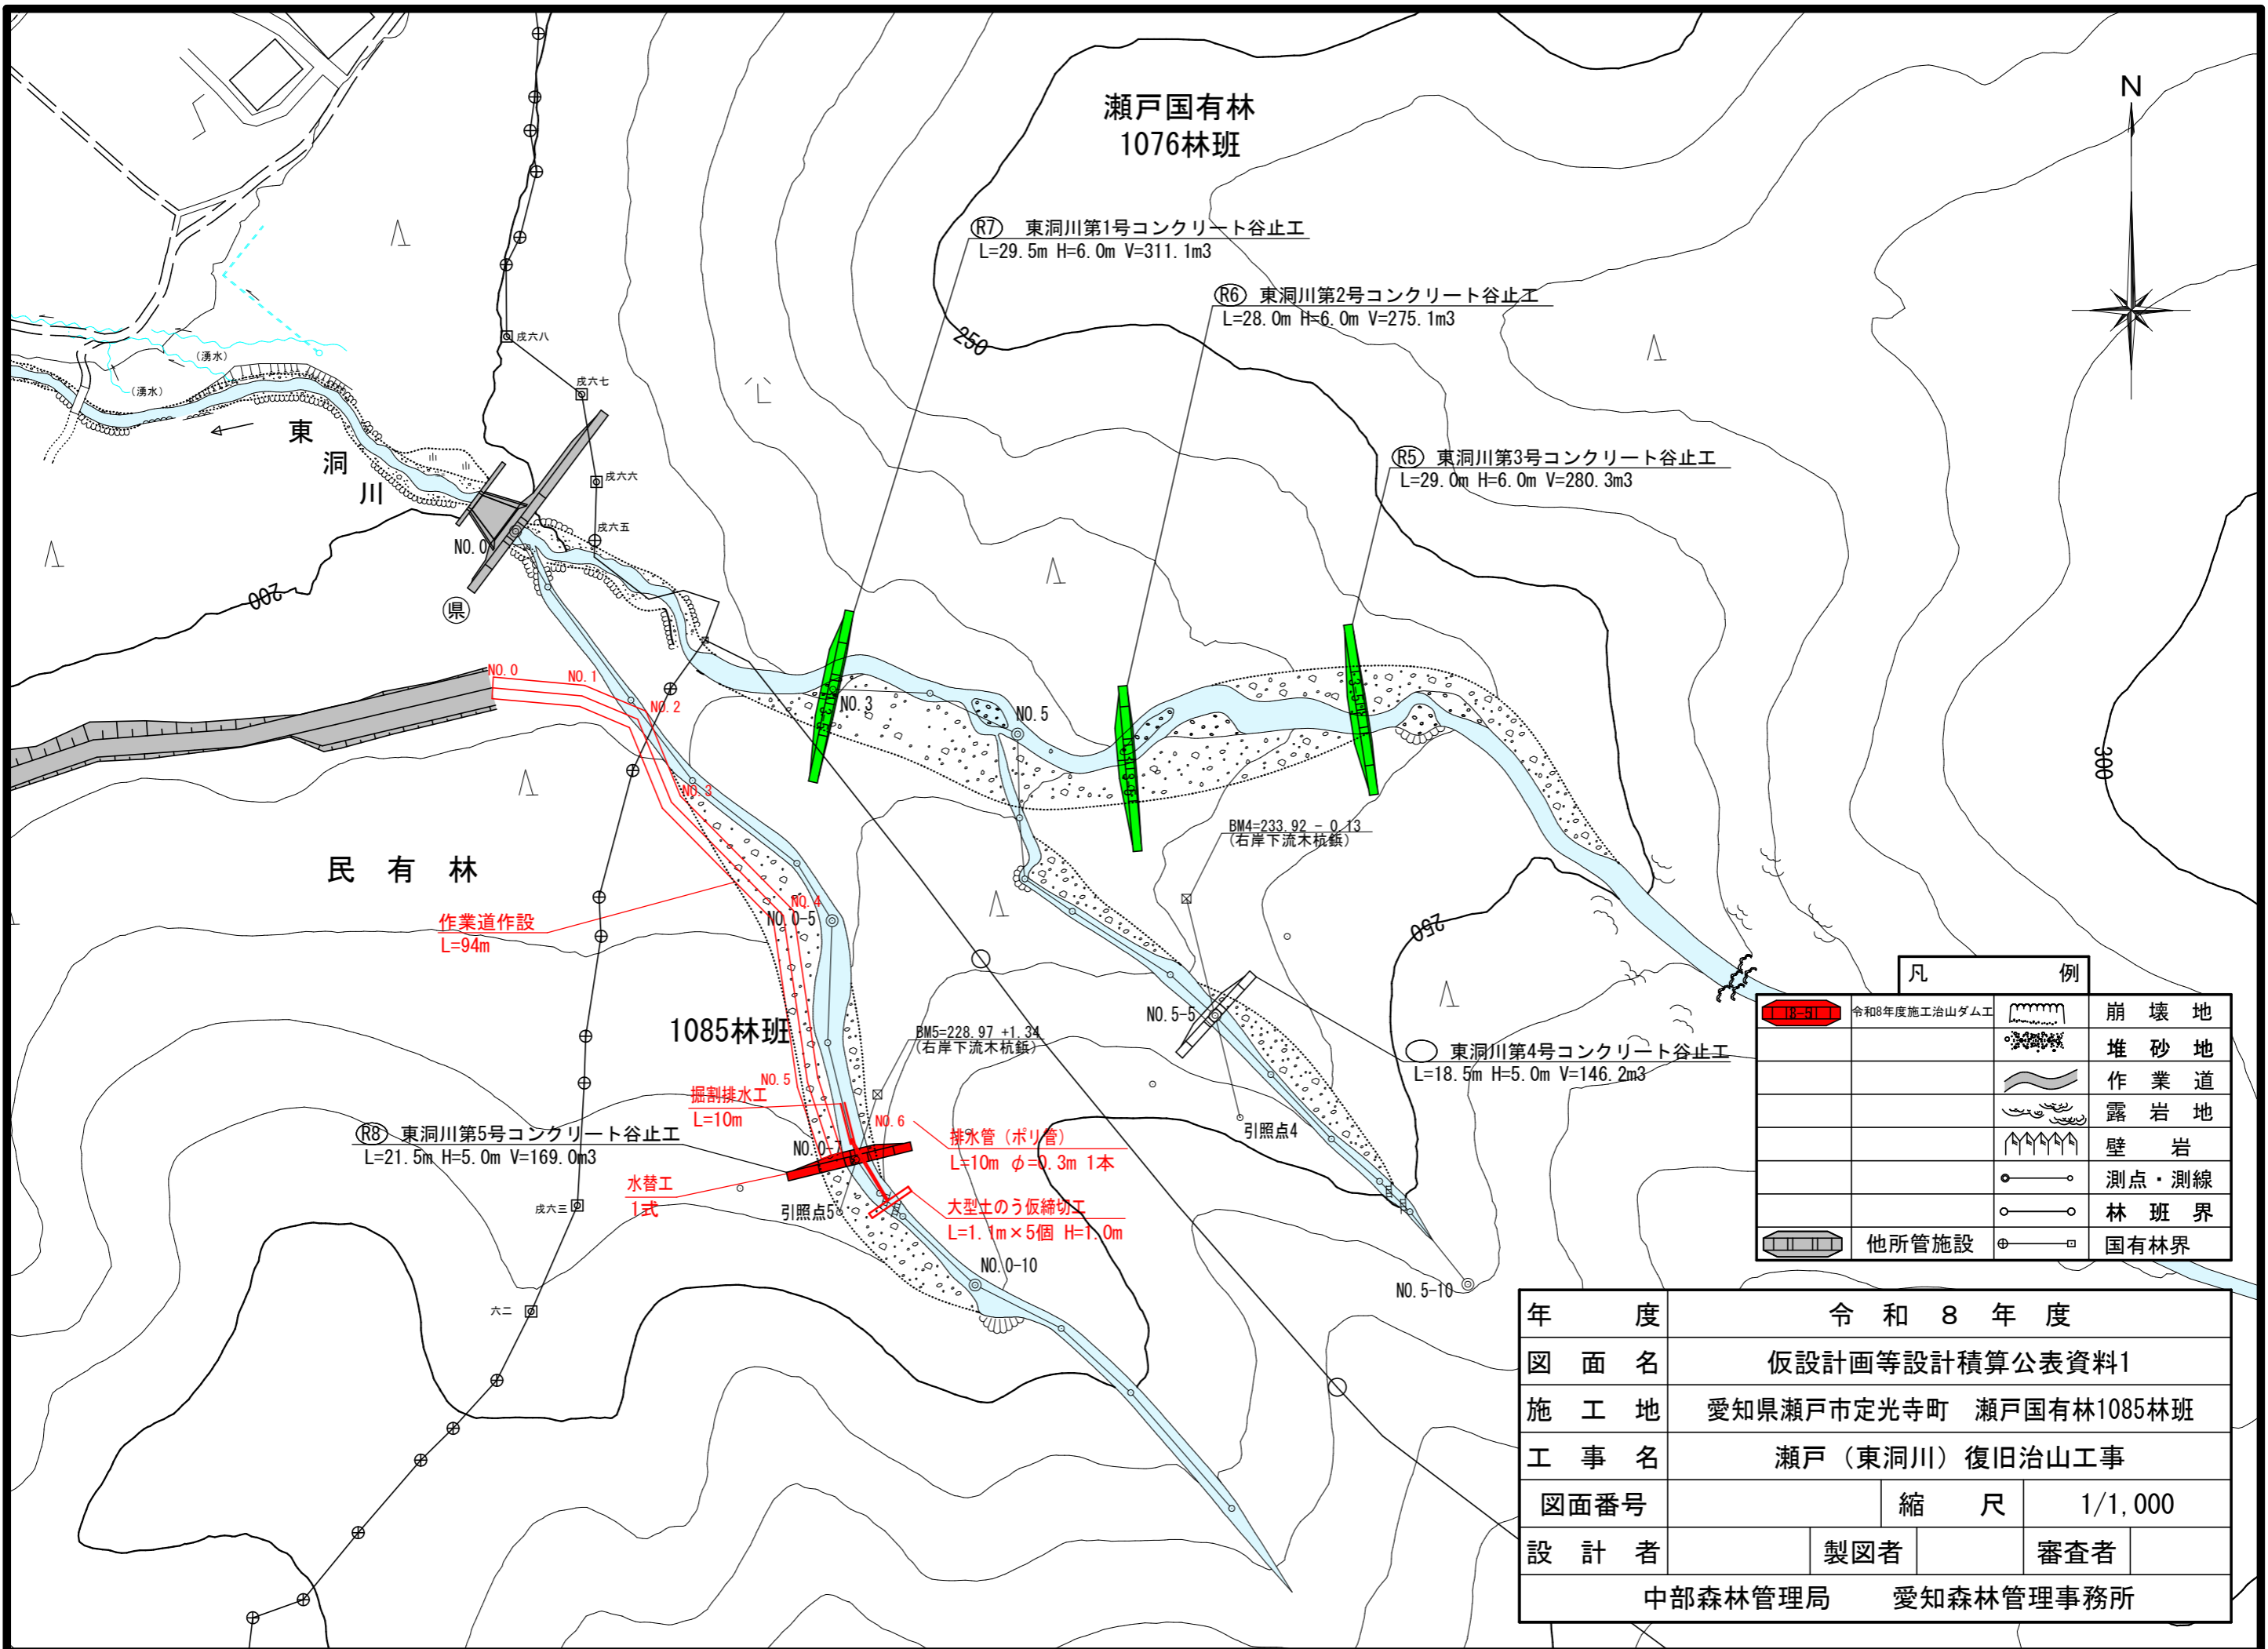 瀬戸国有林
1076林班
N
R7 東洞川第1号コンクリート谷止工
L=29.5m H=6.0m V=311.1m3
R6 東洞川第2号コンクリート谷止工
L=28.0m H=6.0m V=275.1m3
250
戌六八
(湧水)
(湧水)
戌六七
東洞川
R5 東洞川第3号コンクリート谷止工
L=29.0m H=6.0m V=280.3m3
戌六六
戌六五
NO.0
200
県
NO.0
NO.1
NO.2
NO.3
NO.5
300
NO.3
BM4=233.92 - 0.13
(右岸下流木杭鋲)
民有林
作業道作設
L=94m
NO.4
NO.0-5
250
1085林班
BM5=228.97 +1.34
(右岸下流木杭鋲)
NO.5-5
東洞川第4号コンクリート谷止工
L=18.5m H=5.0m V=146.2m3
NO.5
掘割排水工
L=10m
NO.6
引照点4
R8 東洞川第5号コンクリート谷止工
L=21.5m H=5.0m V=169.0m3
NO.0-7
排水管(ポリ管)
L=10m φ=0.3m 1本
水替工
1式
引照点5
大型土のう仮締切工
L=1.1m×5個 H=1.0m
戌六三
NO.0-10
NO.5-10
六二
凡例
令和8年度施工治山ダム工 崩壊地
堆砂地
作業道
露岩地
壁岩
測点・測線
林班界
他所管施設 国有林界
年度 令和8年度
図面名 仮設計画等設計積算公表資料1
施工地 愛知県瀬戸市定光寺町 瀬戸国有林1085林班
工事名 瀬戸(東洞川)復旧治山工事
図面番号 縮尺 1/1,000
設計者 製図者 審査者
中部森林管理局 愛知森林管理事務所